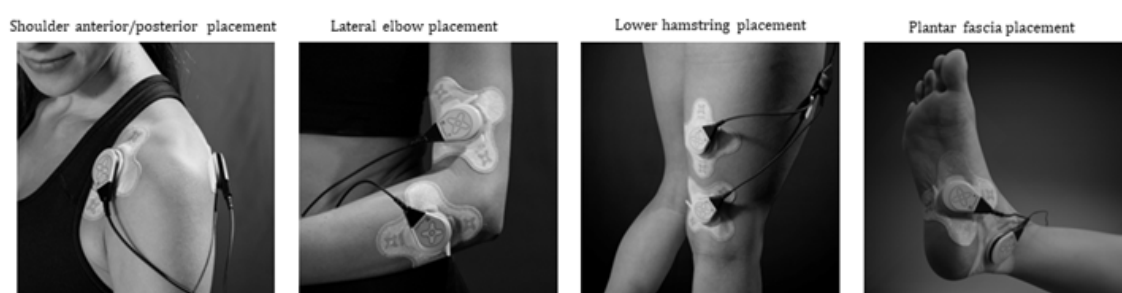 Shoulder anterior/posterior placement
Lateral elbow placement
Lower hamstring placement
Plantar fascia placement